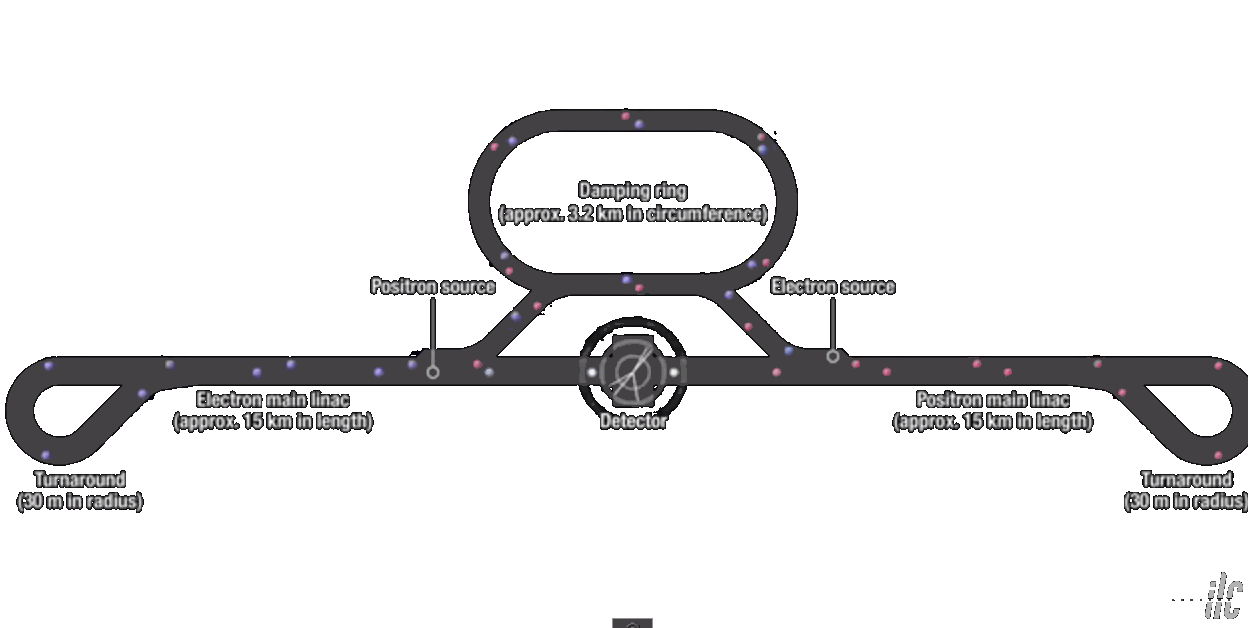 Damping ring
(approx. 3.2 km in circumference)
Positron source
Electron source
Electron main linac
(approx. 15 km in length)
Detector
Positron main linac
(approx. 15 km in length)
Turnaround
(30 m in radius)
Turnaround
(30 m in radius)
ilc